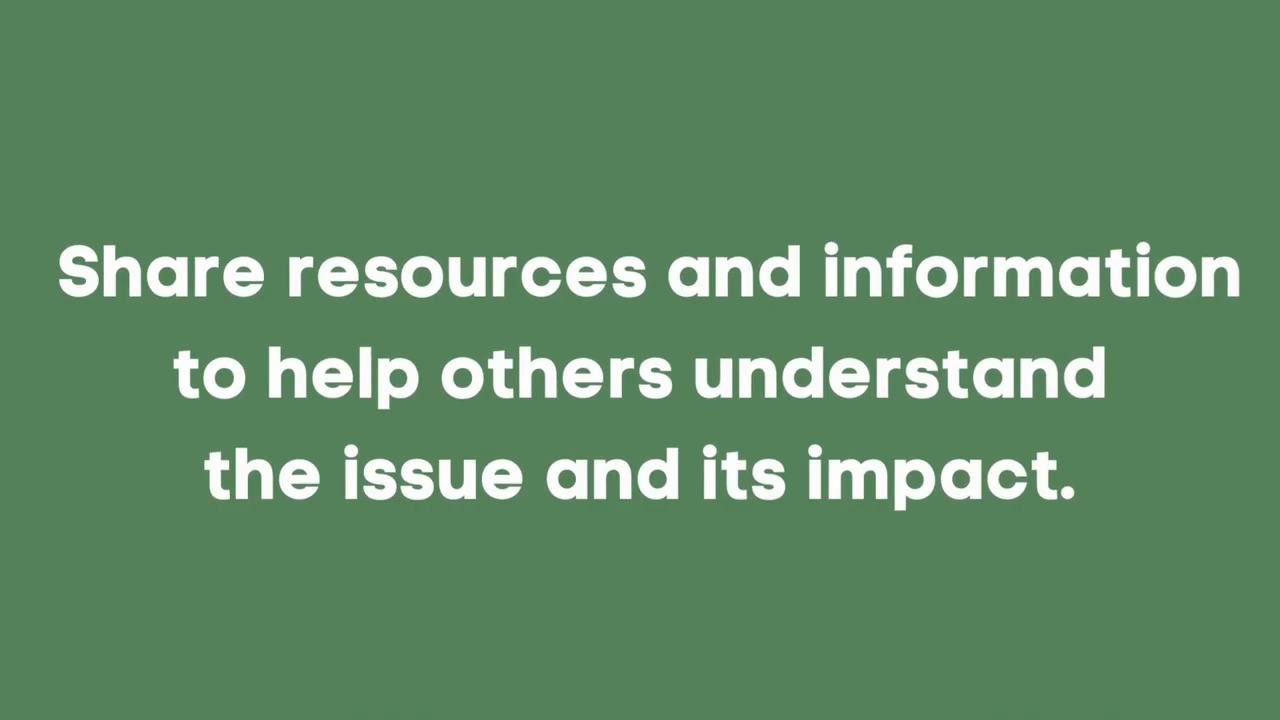 Share resources and information
to help others understand
the issue and its impact.